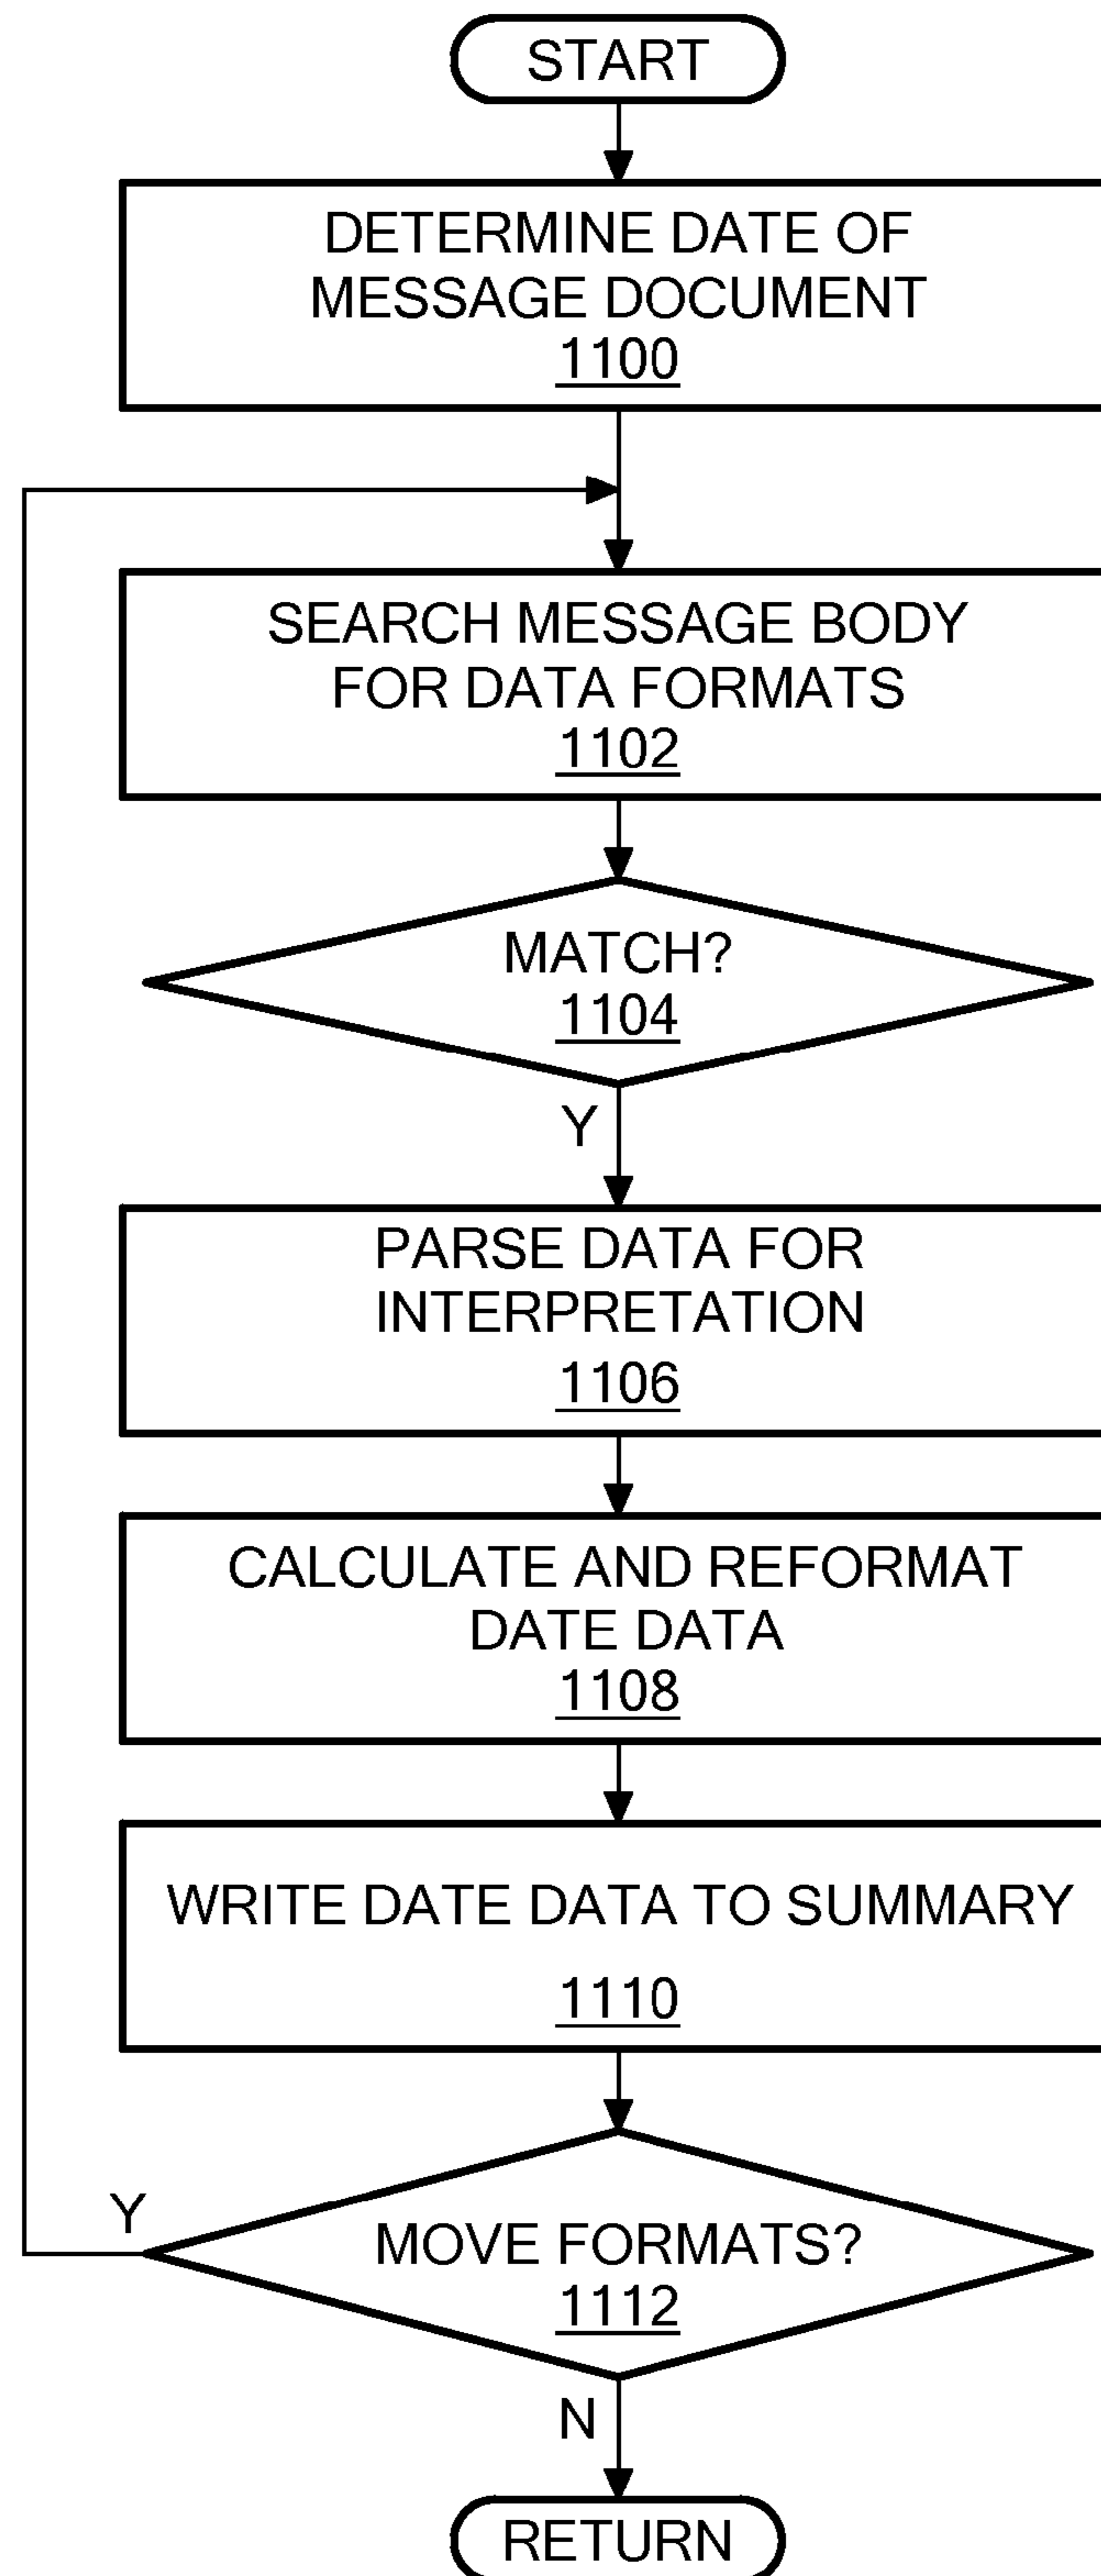 START
DETERMINE DATE OF
MESSAGE DOCUMENT
1100
SEARCH MESSAGE BODY
FOR DATA FORMATS
1102
MATCH?
1104
Y
PARSE DATA FOR
INTERPRETATION
1106
CALCULATE AND REFORMAT
DATE DATA
1108
WRITE DATE DATA TO SUMMARY
1110
Y
MOVE FORMATS?
1112
N
RETURN